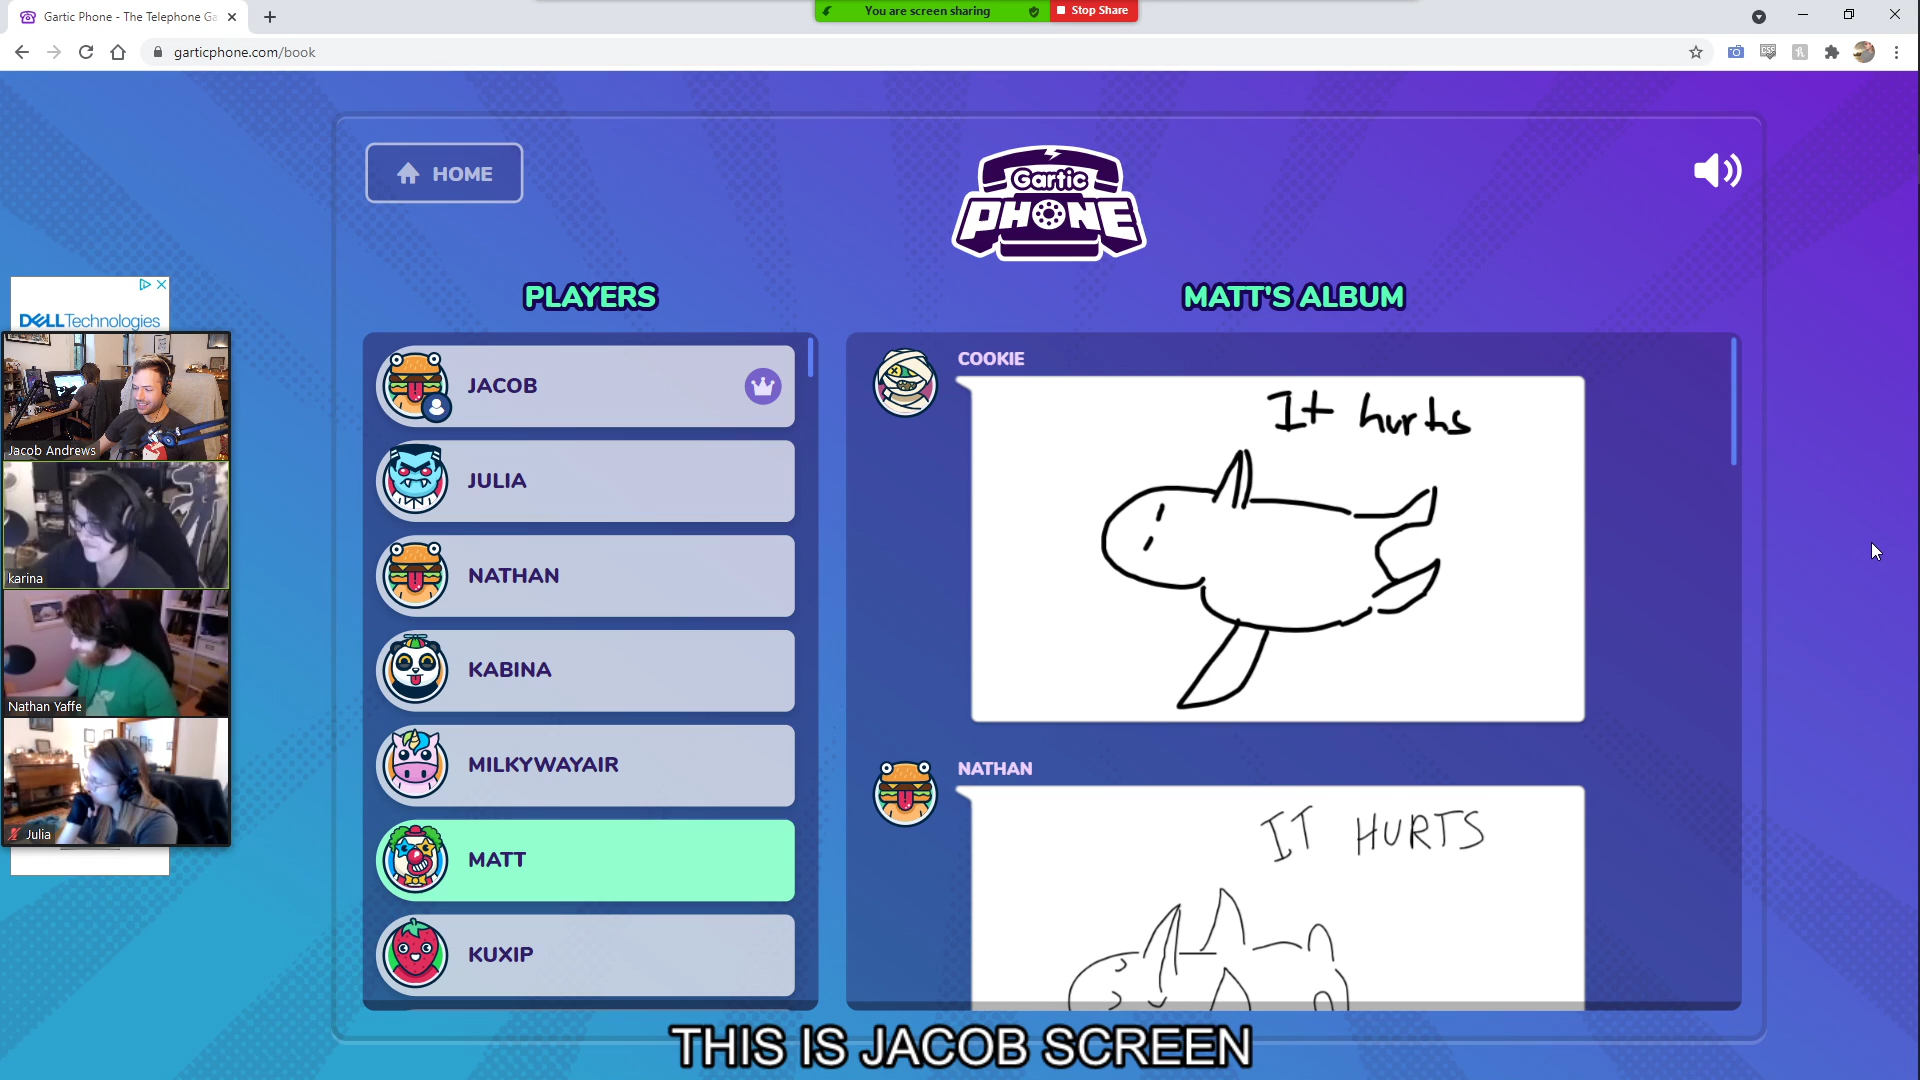 Gartic Phone - The Telephone Ga
You are screen sharing
Stop Share
garticphone.com/book
HOME
Gartic
PHONE
PLAYERS
MATT'S ALBUM
DELL Technologies
Jacob Andrews
karina
Nathan Yaffe
Julia
JACOB
JULIA
NATHAN
KABINA
MILKYWAYAIR
MATT
KUXIP
COOKIE
It hurts
NATHAN
IT HURTS
THIS IS JACOB SCREEN